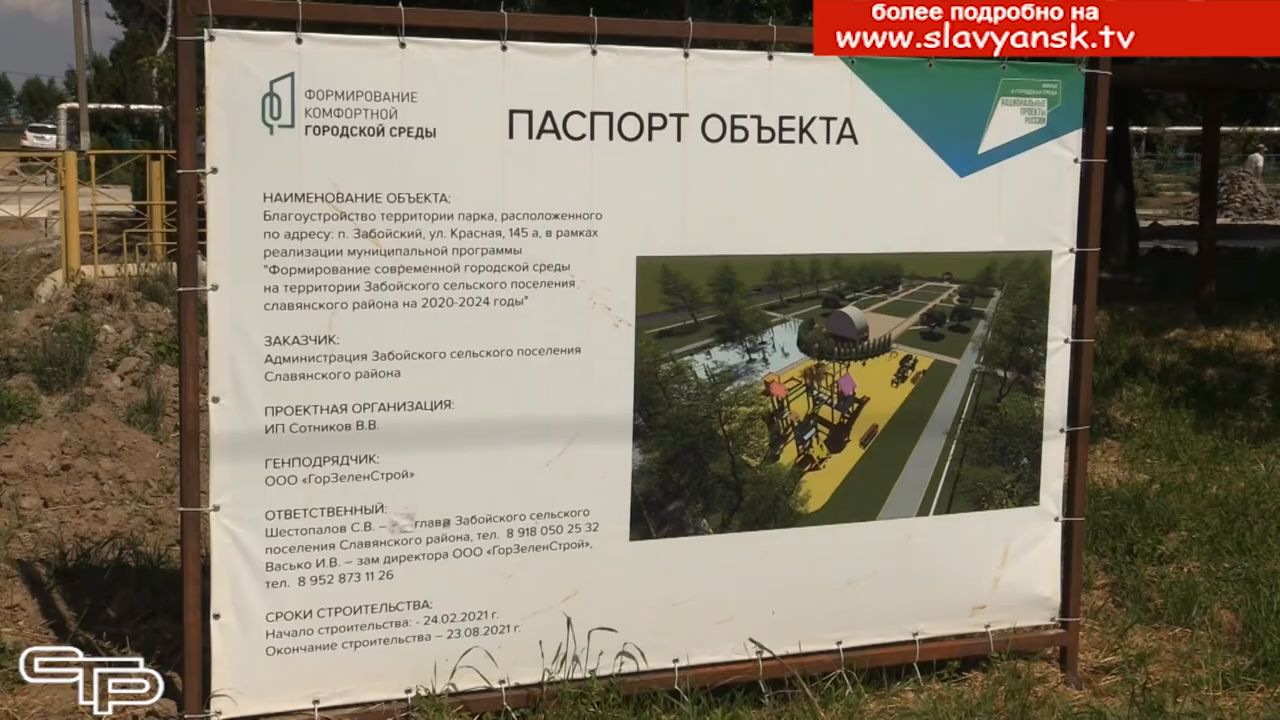 более подробно на
www.slavyansk.tv
ФОРМИРОВАНИЕ
КОМФОРТНОЙ
ГОРОДСКОЙ СРЕДЫ
ПАСПОРТ ОБЪЕКТА
ЖИЛЬЕ
И ГОРОДСКАЯ СРЕДА
НАЦИОНАЛЬНЫЕ
ПРОЕКТЫ
РОССИИ
НАИМЕНОВАНИЕ ОБЪЕКТА:
Благоустройство территории парка, расположенного
по адресу: п. Забойский, ул. Красная, 145 а, в рамках
реализации муниципальной программы
"Формирование современной городской среды
на территории Забойского сельского поселения
славянского района на 2020-2024 годы"
ЗАКАЗЧИК:
Администрация Забойского сельского поселения
Славянского района
ПРОЕКТНАЯ ОРГАНИЗАЦИЯ:
ИП Сотников В.В.
ГЕНПОДРЯДЧИК:
ООО «ГорЗеленСтрой»
ОТВЕТСТВЕННЫЙ:
Шестопалов С.В. – глава Забойского сельского
поселения Славянского района, тел. 8 918 050 25 32
Васько И.В. – зам директора ООО «ГорЗеленСтрой»,
тел. 8 952 873 11 26
СРОКИ СТРОИТЕЛЬСТВА:
Начало строительства: - 24.02.2021 г.
Окончание строительства – 23.08.2021 г.
СТР